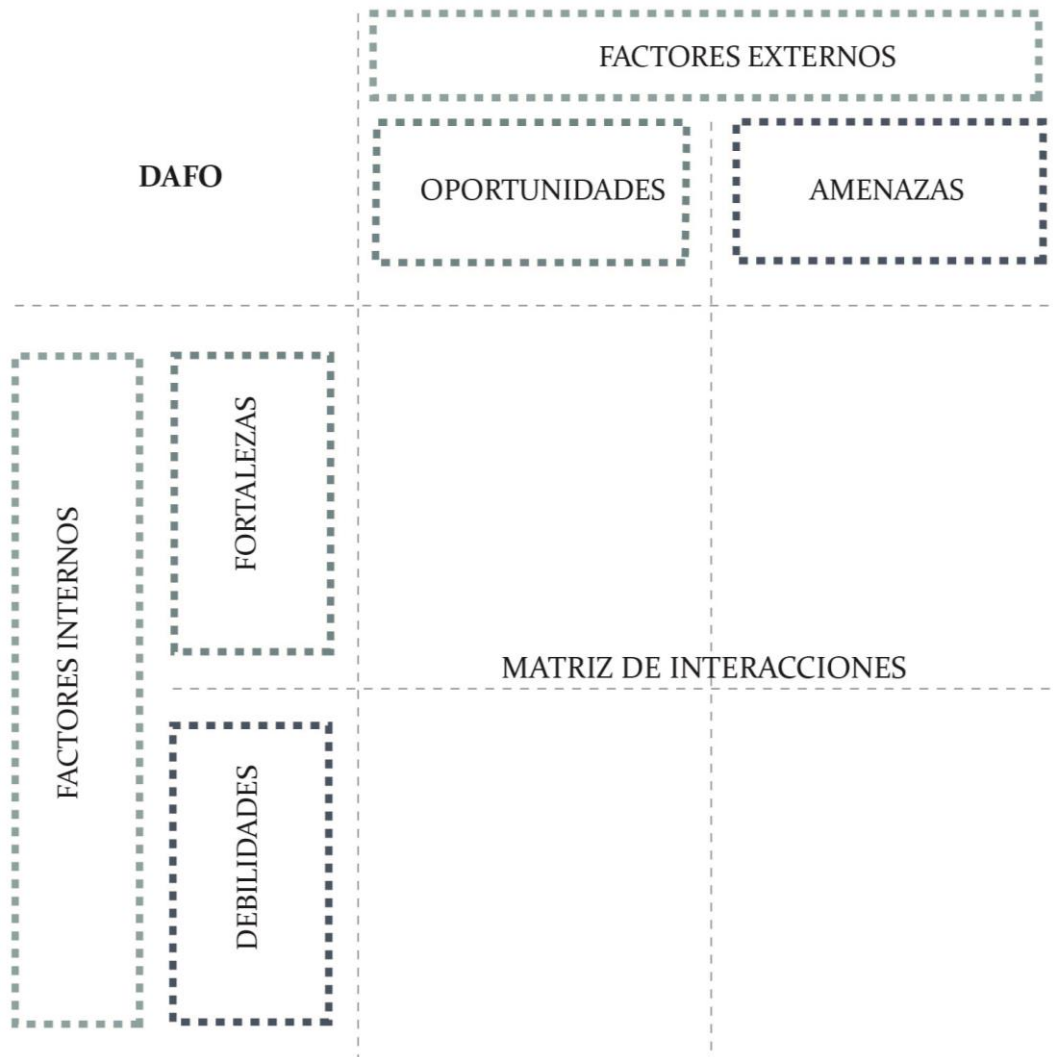 FACTORES EXTERNOS
DAFO
OPORTUNIDADES
AMENAZAS
FACTORES INTERNOS
FORTALEZAS
MATRIZ DE INTERACCIONES
DEBILIDADES